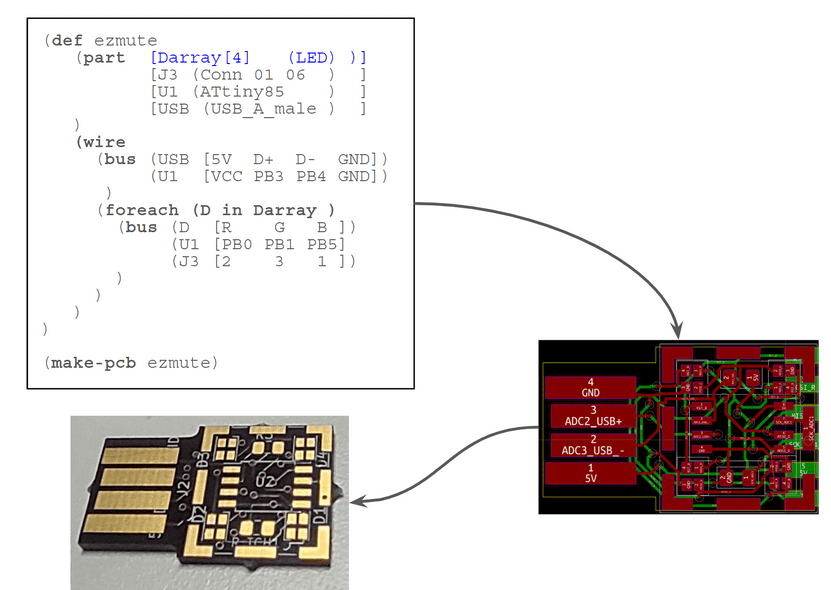 (def ezmute
(part [Darray[4] (LED) )]
[J3 (Conn 01 06 ) ]
[U1 (ATtiny85 ) ]
[USB (USB_A_male ) ]
)
(wire
(bus (USB [5V D+ D- GND])
(U1 [VCC PB3 PB4 GND])
)
(foreach (D in Darray )
(bus (D [R G B ])
(U1 [PB0 PB1 PB5]
(J3 [2 3 1 ])
)
)
)
)
(make-pcb ezmute)
4
GND
3
ADC2_USB+
2
ADC3_USB_-
1
5V
D3
J2
D2
D1